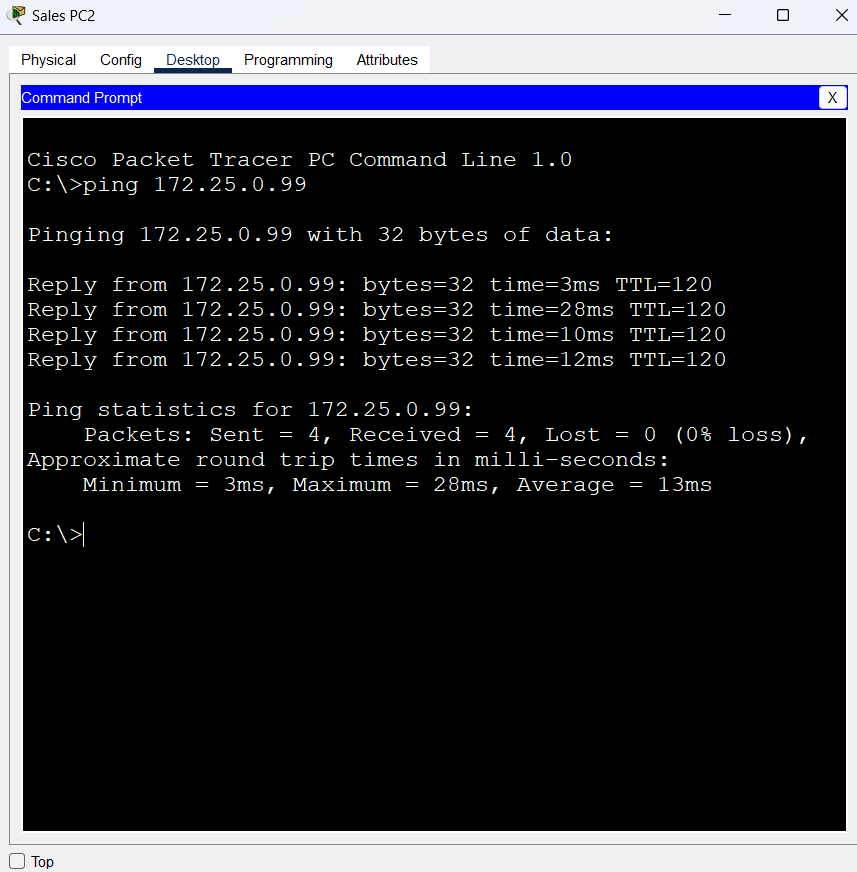 Sales PC2
Physical Config Desktop Programming Attributes
Command Prompt X
Cisco Packet Tracer PC Command Line 1.0
C:\>ping 172.25.0.99
Pinging 172.25.0.99 with 32 bytes of data:
Reply from 172.25.0.99: bytes=32 time=3ms TTL=120
Reply from 172.25.0.99: bytes=32 time=28ms TTL=120
Reply from 172.25.0.99: bytes=32 time=10ms TTL=120
Reply from 172.25.0.99: bytes=32 time=12ms TTL=120
Ping statistics for 172.25.0.99:
Packets: Sent = 4, Received = 4, Lost = 0 (0% loss),
Approximate round trip times in milli-seconds:
Minimum = 3ms, Maximum = 28ms, Average = 13ms
C:\>
Top